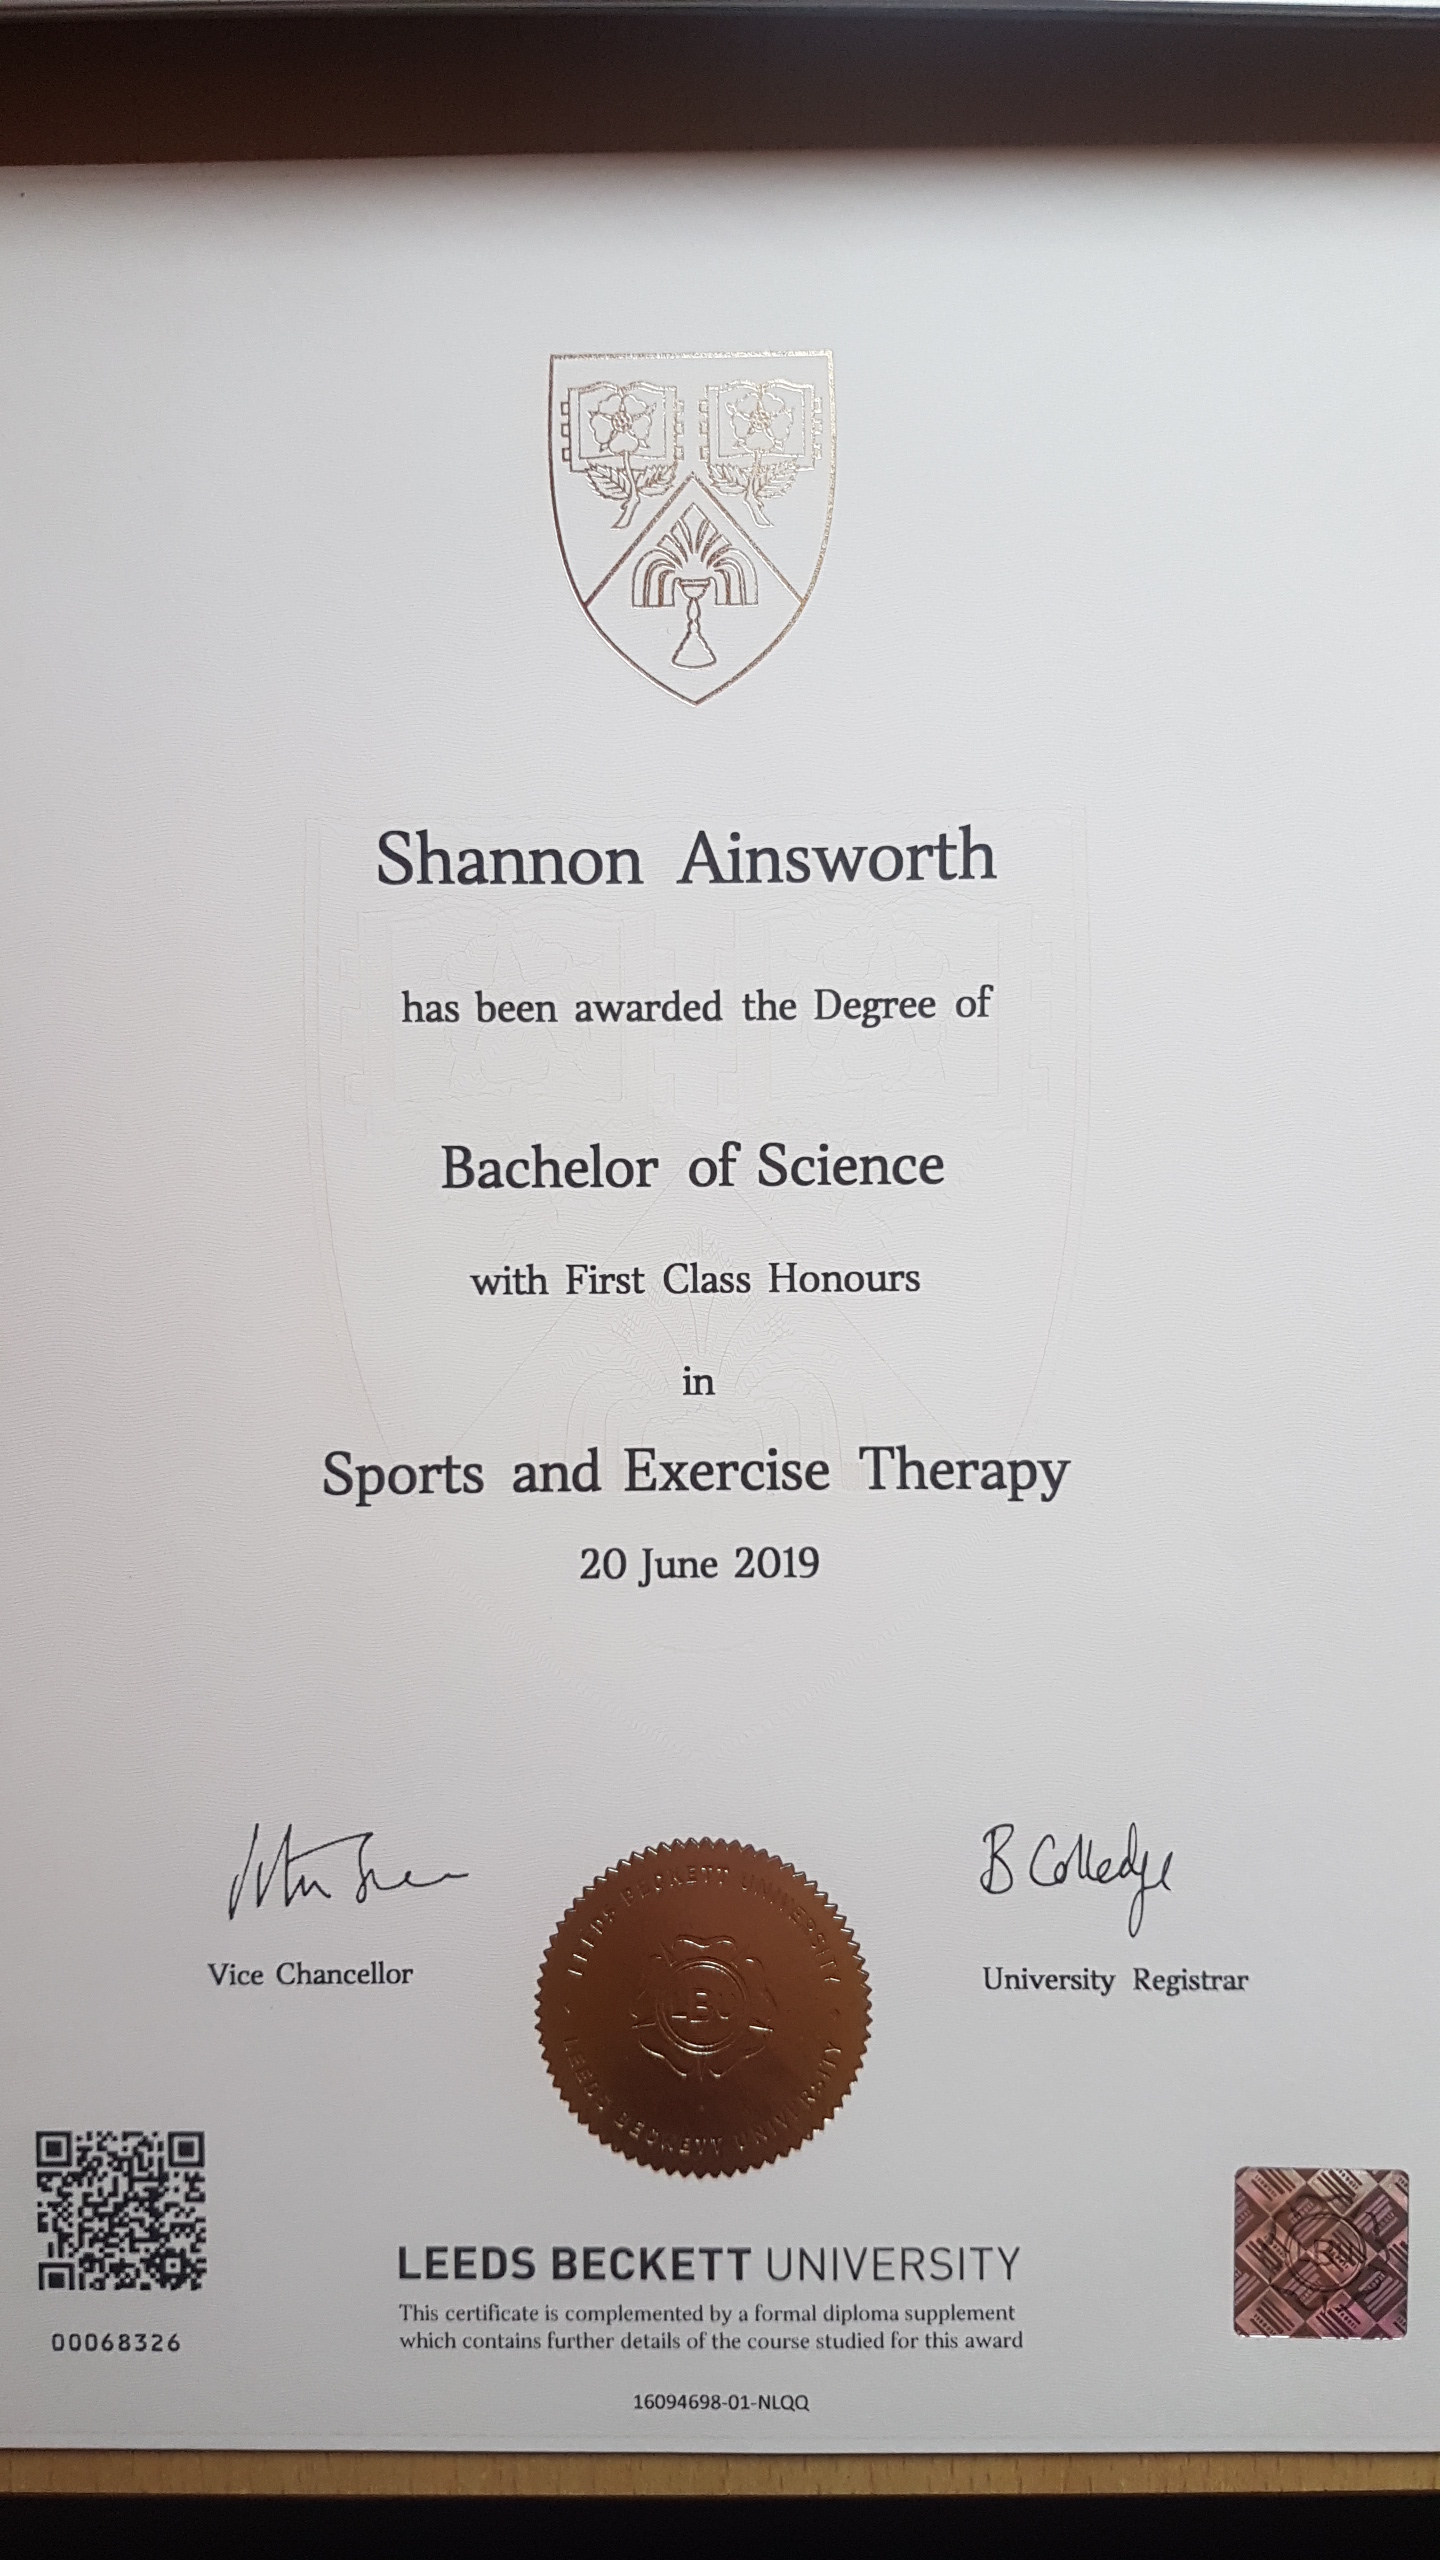 Shannon Ainsworth
has been awarded the Degree of
Bachelor of Science
with First Class Honours
in
Sports and Exercise Therapy
20 June 2019
B Colledge
Vice Chancellor
University Registrar
LEEDS BECKETT UNIVERSITY
LBU
LEEDS BECKETT UNIVERSITY
LEEDS BECKETT UNIVERSITY
This certificate is complemented by a formal diploma supplement
which contains further details of the course studied for this award
00068326
LBU
16094698-01-NLQQ